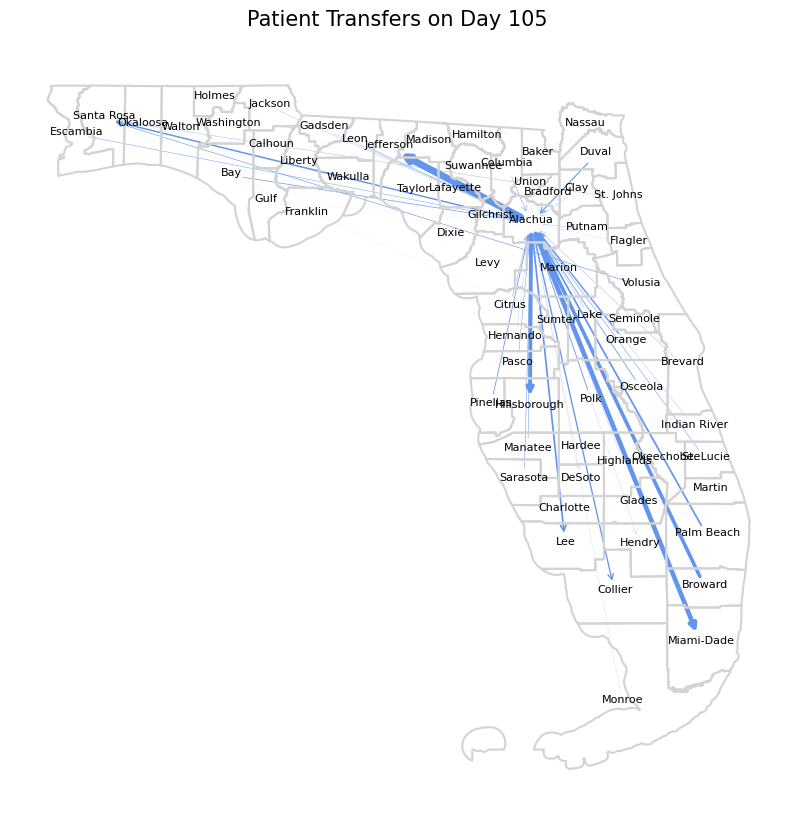 Patient Transfers on Day 105
Holmes
Jackson
Santa Rosa
Okaloosa
Walton
Washington
Escambia
Gadsden
Nassau
Leon
Jefferson
Madison
Hamilton
Calhoun
Baker
Duval
Liberty
Suwannee
Columbia
Bay
Wakulla
Union
Taylor
Lafayette
Bradford
Clay
St. Johns
Gulf
Franklin
Gilchrist
Alachua
Putnam
Dixie
Flagler
Levy
Marion
Volusia
Citrus
Sumter
Lake
Seminole
Hernando
Orange
Pasco
Brevard
Osceola
Pinellas
Hillsborough
Polk
Indian River
Manatee
Hardee
Highlands
Okeechobee
St. Lucie
Sarasota
DeSoto
Martin
Charlotte
Glades
Lee
Hendry
Palm Beach
Collier
Broward
Miami-Dade
Monroe